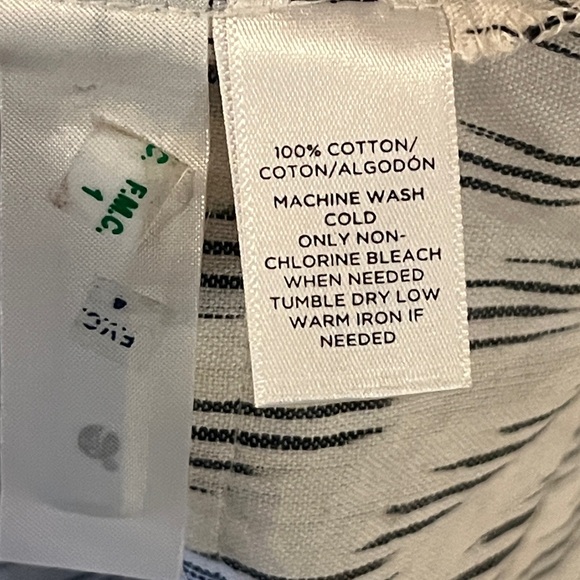 C. F.M.C.
1
F.V.C.
100% COTTON/
COTON/ALGODÓN
MACHINE WASH
COLD
ONLY NON-
CHLORINE BLEACH
WHEN NEEDED
TUMBLE DRY LOW
WARM IRON IF
NEEDED